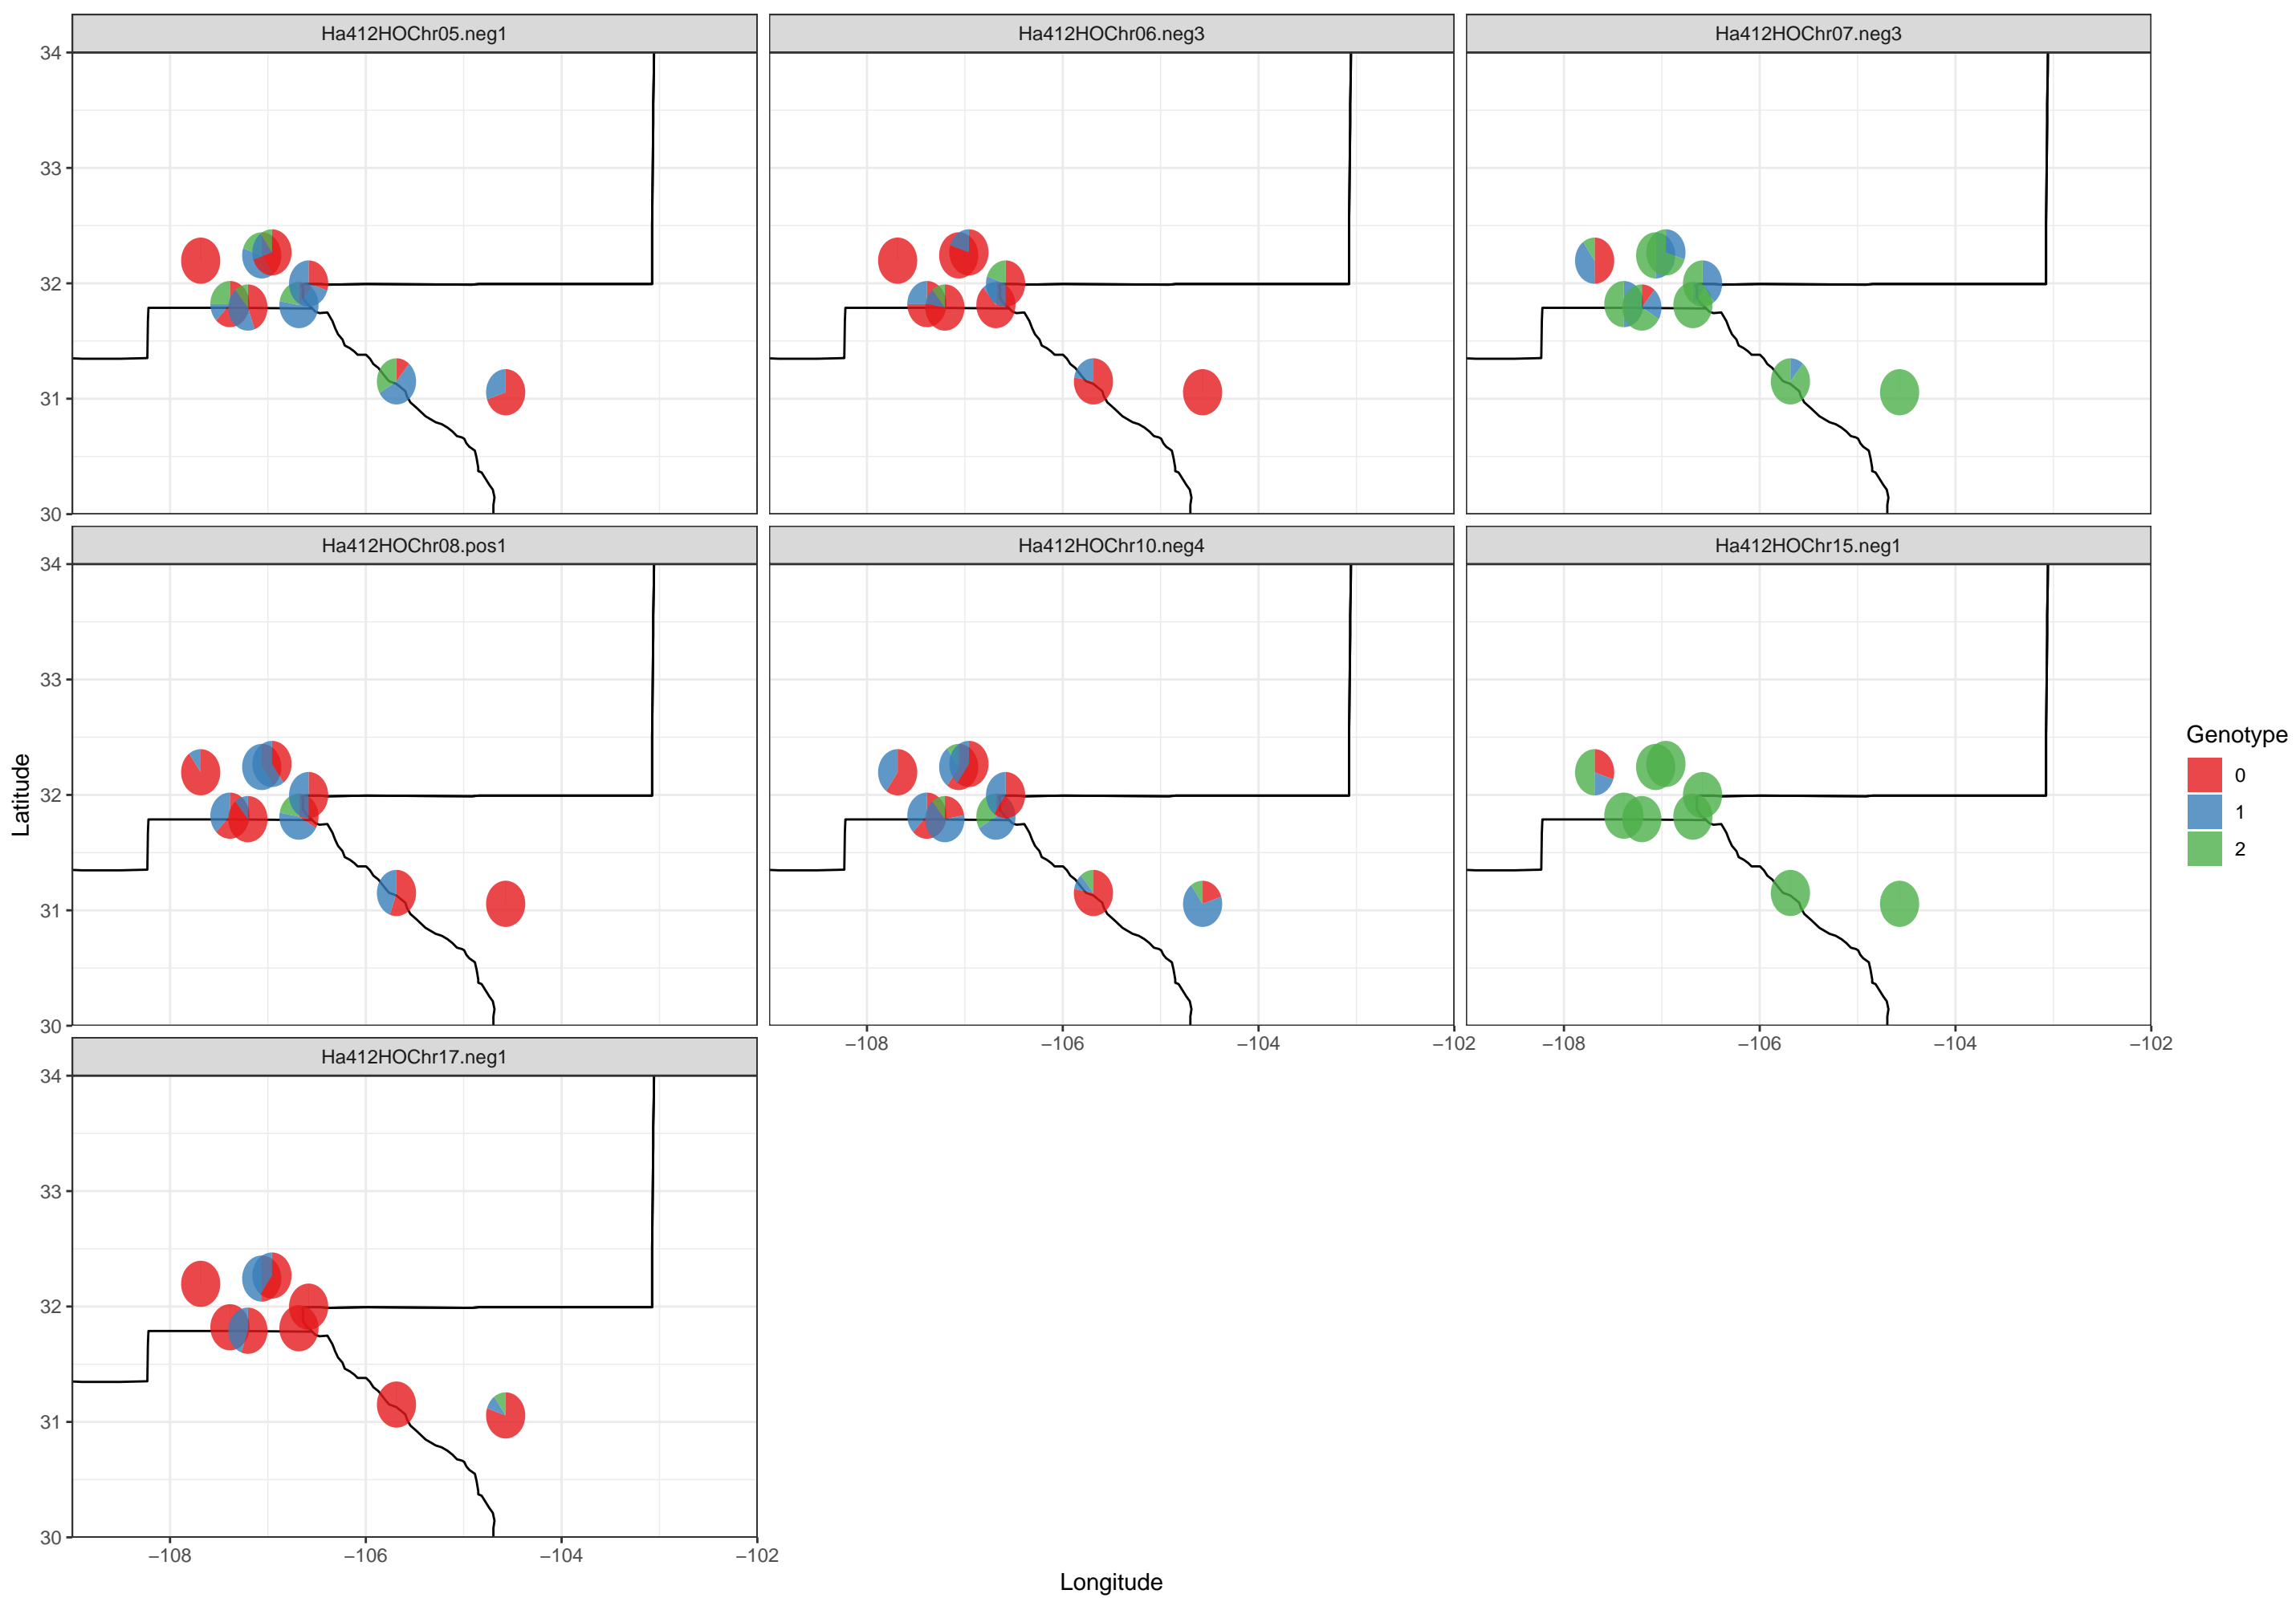 Ha412HOChr05.neg1 Ha412HOChr06.neg3 Ha412HOChr07.neg3
34
33
32
31
30
Ha412HOChr08.pos1 Ha412HOChr10.neg4 Ha412HOChr15.neg1
34
33
32
31
30
−108 −106 −104 −102 −108 −106 −104 −102
Ha412HOChr17.neg1
34
33
32
31
30
−108 −106 −104 −102
Longitude
Latitude
Genotype
0
1
2